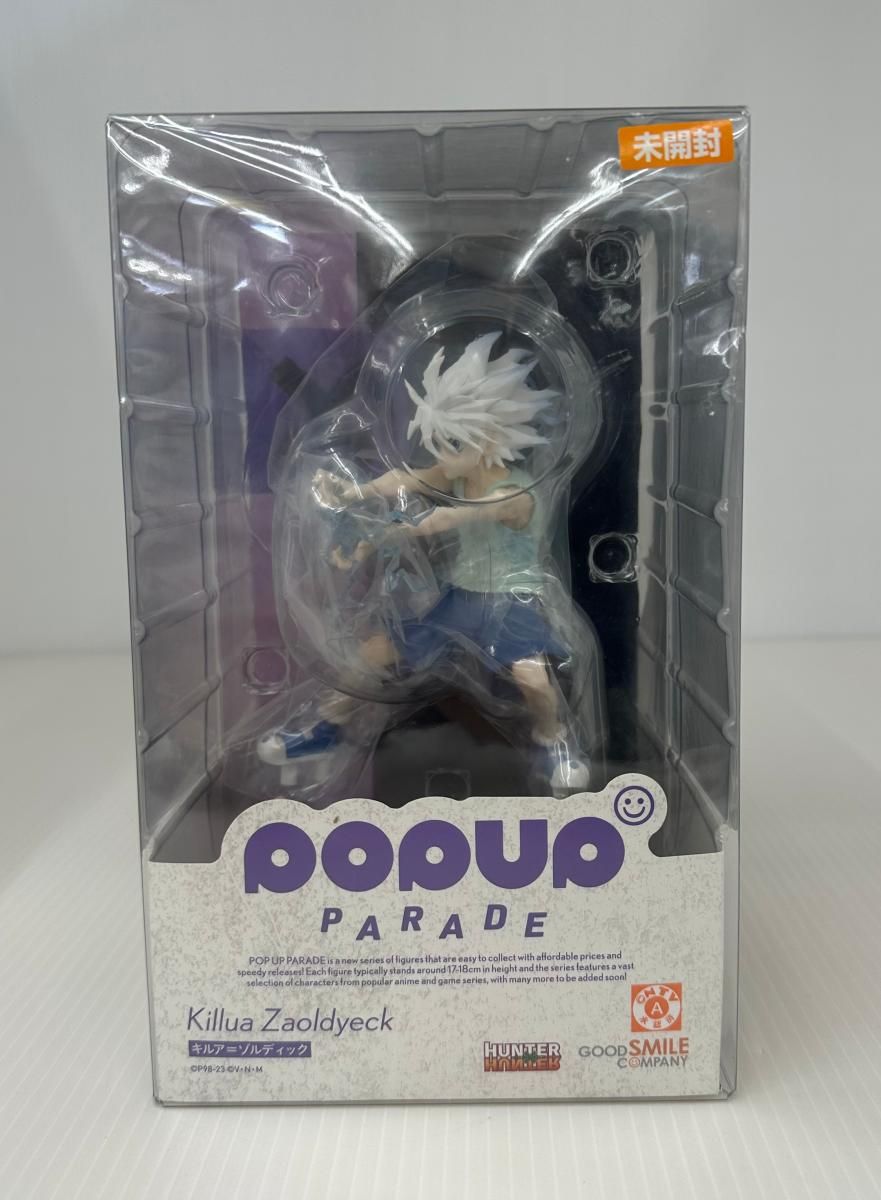 未開封
POPUP
PARADE
POP UP PARADE is a new series of figures that are easy to collect with affordable prices and
speedy releases! Each figure typically stands around 17-18cm in height and the series features a vast
selection of characters from popular anime and game series, with many more to be added soon!
Killua Zaoldyeck
キルア=ゾルディック
©P98-23 ©V・N・M
HUNTER
HUNTER
GOOD SMILE
COMPANY
CNTV
A